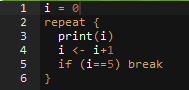 1 i = 0
2 repeat {
3 print(i)
4 i <- i+1
5 if (i==5) break
6 }